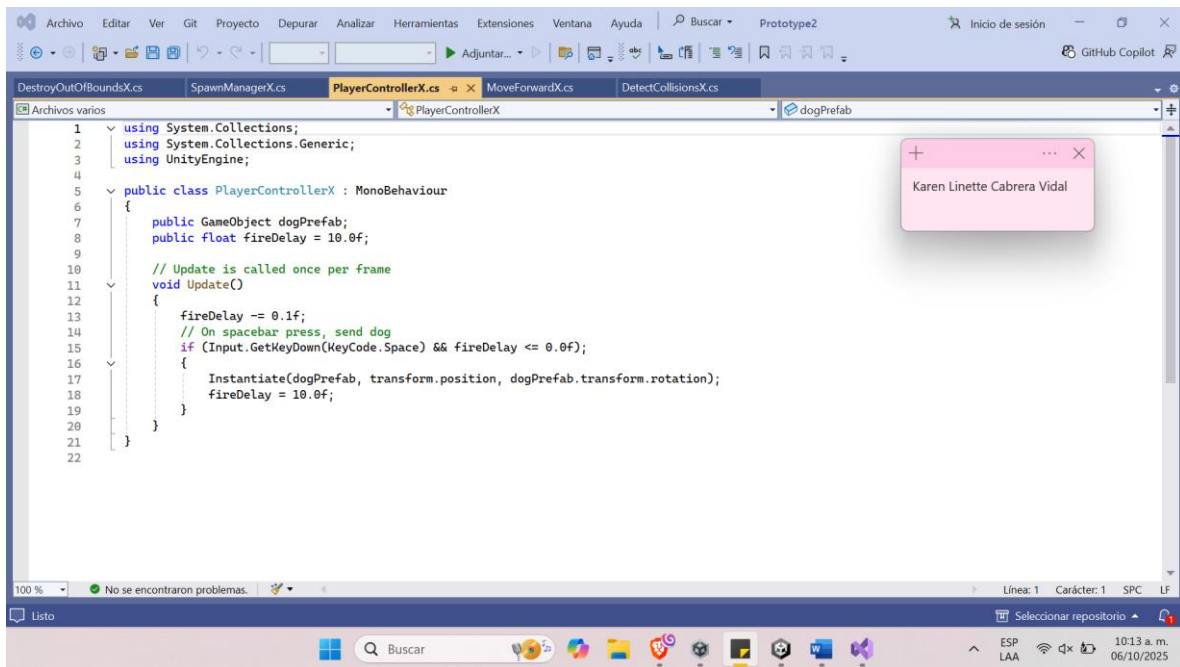 Archivo Editar Ver Git Proyecto Depurar Analizar Herramientas Extensiones Ventana Ayuda Buscar Prototype2 Inicio de sesión
Adjuntar... GitHub Copilot
DestroyOutOfBoundsX.cs SpawnManagerX.cs PlayerControllerX.cs MoveForwardX.cs DetectCollisionsX.cs
Archivos varios PlayerControllerX dogPrefab
1 using System.Collections;
2 using System.Collections.Generic;
3 using UnityEngine;
4
5 public class PlayerControllerX : MonoBehaviour
6 {
7 public GameObject dogPrefab;
8 public float fireDelay = 10.0f;
9
10 // Update is called once per frame
11 void Update()
12 {
13 fireDelay -= 0.1f;
14 // On spacebar press, send dog
15 if (Input.GetKeyDown(KeyCode.Space) && fireDelay <= 0.0f);
16 {
17 Instantiate(dogPrefab, transform.position, dogPrefab.transform.rotation);
18 fireDelay = 10.0f;
19 }
20 }
21 }
22
Karen Linette Cabrera Vidal
100 % No se encontraron problemas. Línea: 1 Carácter: 1 SPC LF
Listo Seleccionar repositorio 1
Buscar
ESP
LAA
10:13 a. m.
06/10/2025